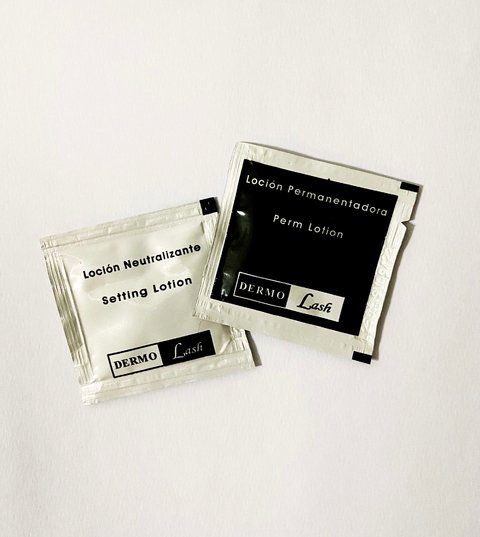 Loción Neutralizante
Setting Lotion
DERMO Lash
Loción Permanentadora
Perm Lotion
DERMO Lash